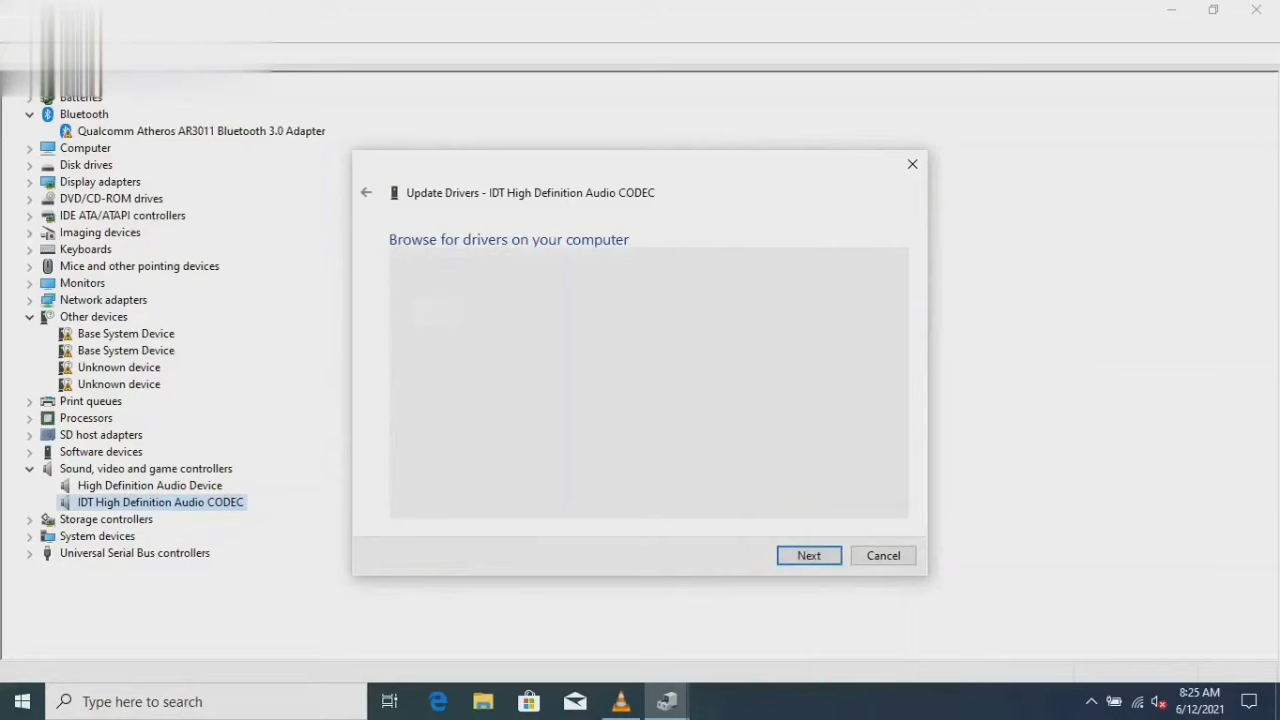 Batteries
Bluetooth
Qualcomm Atheros AR3011 Bluetooth 3.0 Adapter
Computer
Disk drives
Display adapters
DVD/CD-ROM drives
IDE ATA/ATAPI controllers
Imaging devices
Keyboards
Mice and other pointing devices
Monitors
Network adapters
Other devices
Base System Device
Base System Device
Unknown device
Unknown device
Print queues
Processors
SD host adapters
Software devices
Sound, video and game controllers
High Definition Audio Device
IDT High Definition Audio CODEC
Storage controllers
System devices
Universal Serial Bus controllers
Update Drivers - IDT High Definition Audio CODEC
Browse for drivers on your computer
Next
Cancel
Type here to search
8:25 AM
6/12/2021